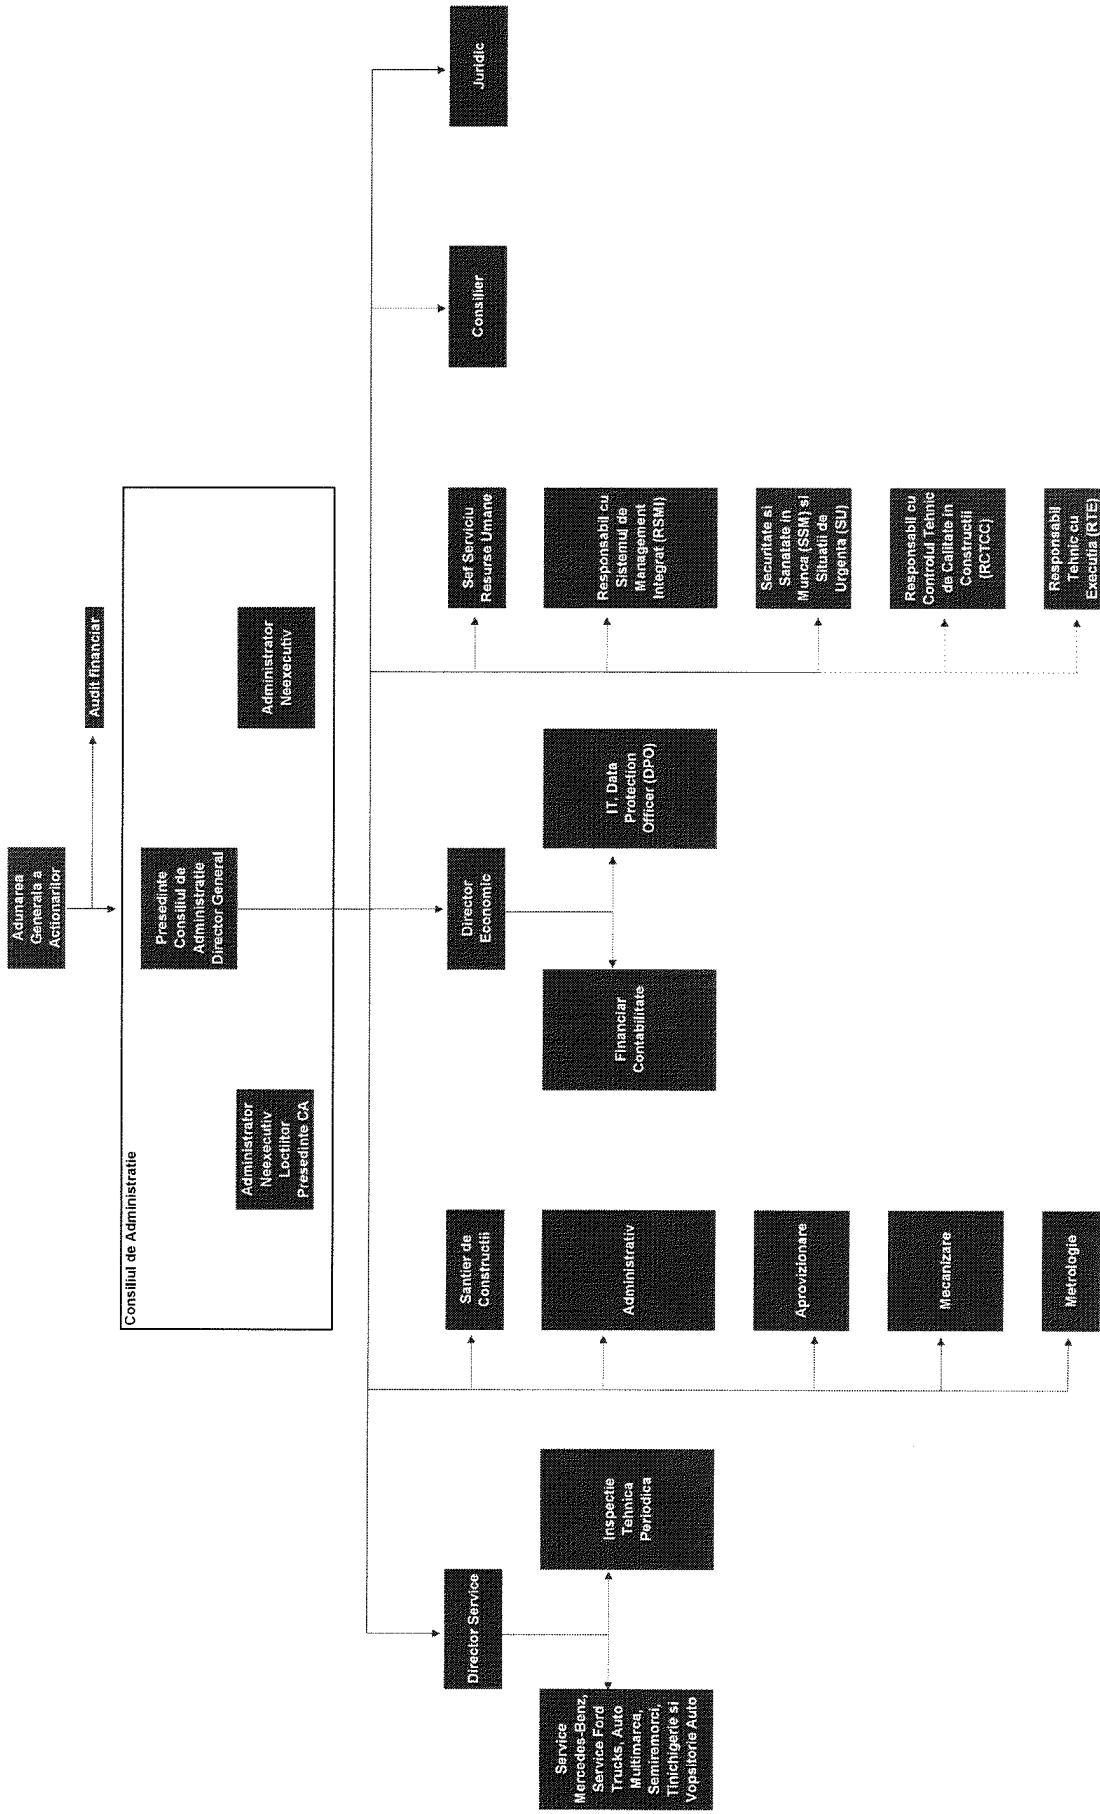 Adunarea
Generala a
Actionarilor
Audit financiar
Consiliul de Administratie
Presedinte
Consiliul de
Administratie
Director General
Administrator
Neexecutiv
Loctiitor
Presedinte CA
Administrator
Neexecutiv
Director Service
Service
Mercedes-Benz,
Service Ford
Trucks, Auto
Multimarca,
Semiremorci,
Tinichigerie si
Vopsitorie Auto
Inspectie
Tehnica
Periodica
Santier de
Constructii
Administrativ
Aprovizionare
Mecanizare
Metrologie
Director
Economic
Financiar
Contabilitate
IT, Data
Protection
Officer (DPO)
Sef Serviciu
Resurse Umane
Responsabil cu
Sistemul de
Management
Integrat (RSMI)
Securitate si
Sanatate in
Munca (SSM) si
Situatii de
Urgenta (SU)
Responsabil cu
Controlul Tehnic
de Calitate in
Constructii
(RCTCC)
Responsabil
Tehnic cu
Executia (RTE)
Consilier
Juridic